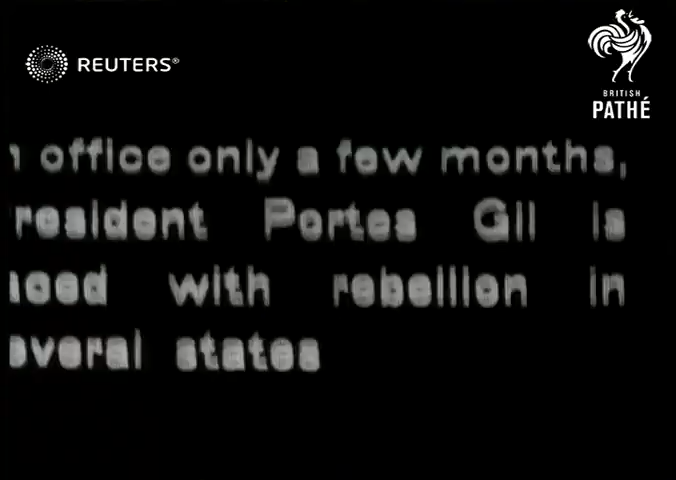 REUTERS®
BRITISH
PATHÉ
n office only a few months,
resident Portes Gil is
aced with rebellion in
everal states